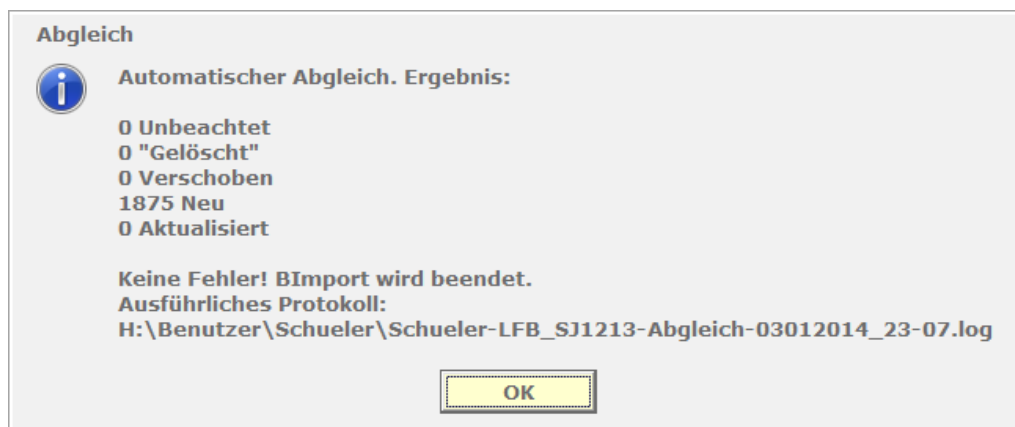 Abgleich
Automatischer Abgleich. Ergebnis:
0 Unbeachtet
0 "Gelöscht"
0 Verschoben
1875 Neu
0 Aktualisiert
Keine Fehler! BImport wird beendet.
Ausführliches Protokoll:
H:\Benutzer\Schueler\Schueler-LFB_SJ1213-Abgleich-03012014_23-07.log
OK